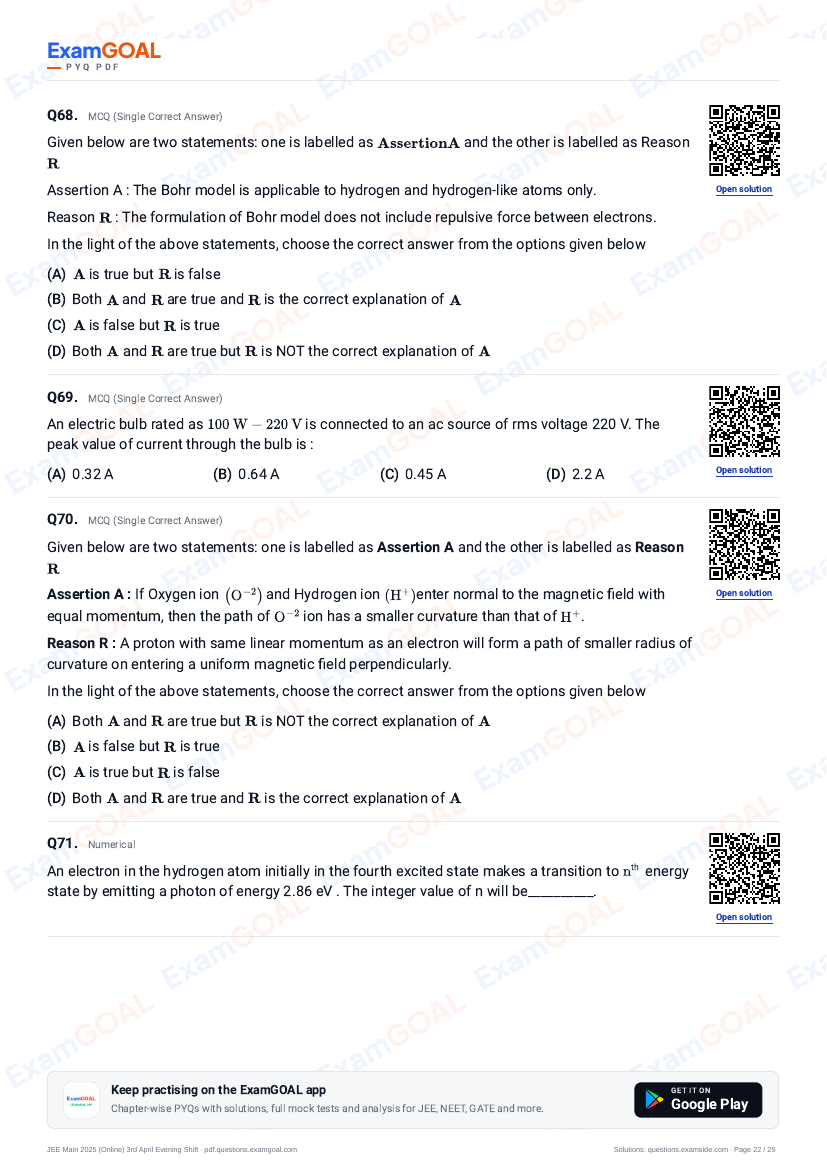 ExamGOAL
PYQ PDF
Q68. MCQ (Single Correct Answer)
Given below are two statements: one is labelled as AssertionA and the other is labelled as Reason
R
Assertion A : The Bohr model is applicable to hydrogen and hydrogen-like atoms only.
Reason R : The formulation of Bohr model does not include repulsive force between electrons.
In the light of the above statements, choose the correct answer from the options given below
(A) A is true but R is false
(B) Both A and R are true and R is the correct explanation of A
(C) A is false but R is true
(D) Both A and R are true but R is NOT the correct explanation of A
Open solution
Q69. MCQ (Single Correct Answer)
An electric bulb rated as 100 W − 220 V is connected to an ac source of rms voltage 220 V. The
peak value of current through the bulb is :
(A) 0.32 A (B) 0.64 A (C) 0.45 A (D) 2.2 A
Open solution
Q70. MCQ (Single Correct Answer)
Given below are two statements: one is labelled as Assertion A and the other is labelled as Reason
R
Assertion A : If Oxygen ion (O⁻²) and Hydrogen ion (H⁺)enter normal to the magnetic field with
equal momentum, then the path of O⁻² ion has a smaller curvature than that of H⁺.
Reason R : A proton with same linear momentum as an electron will form a path of smaller radius of
curvature on entering a uniform magnetic field perpendicularly.
In the light of the above statements, choose the correct answer from the options given below
(A) Both A and R are true but R is NOT the correct explanation of A
(B) A is false but R is true
(C) A is true but R is false
(D) Both A and R are true and R is the correct explanation of A
Open solution
Q71. Numerical
An electron in the hydrogen atom initially in the fourth excited state makes a transition to nᵗʰ energy
state by emitting a photon of energy 2.86 eV . The integer value of n will be__________.
Open solution
ExamGOAL
Keep practising on the ExamGOAL app
Chapter-wise PYQs with solutions, full mock tests and analysis for JEE, NEET, GATE and more.
GET IT ON
Google Play
JEE Main 2025 (Online) 3rd April Evening Shift · pdf.questions.examgoal.com
Solutions: questions.examside.com · Page 22 / 25